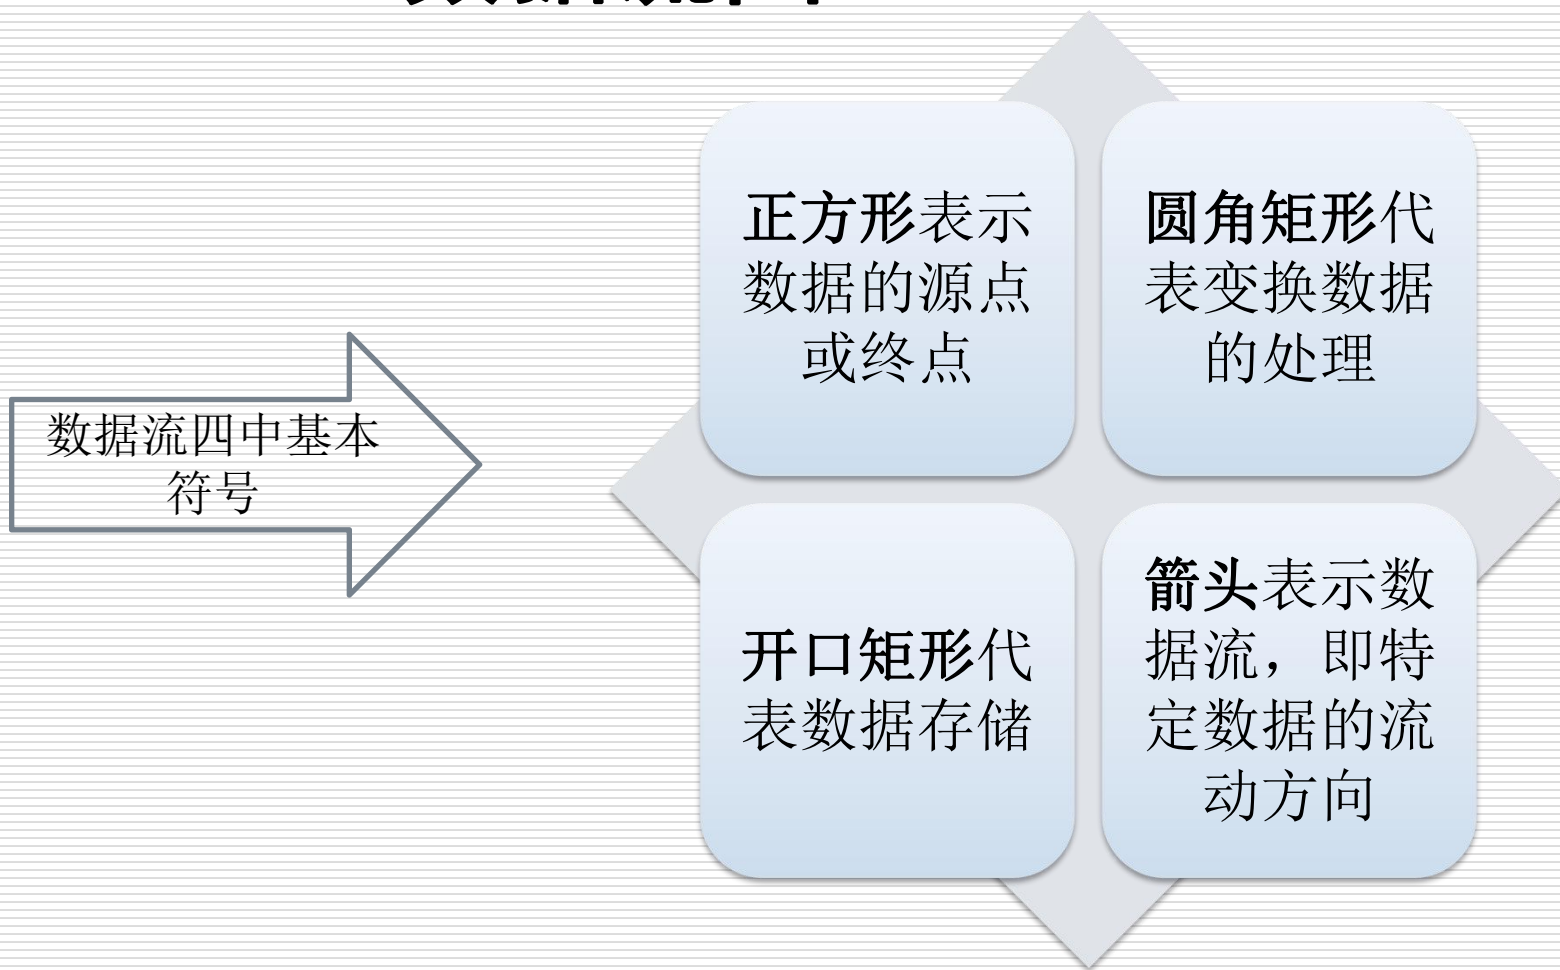 数据流四中基本
符号
正方形表示
数据的源点
或终点
圆角矩形代
表变换数据
的处理
开口矩形代
表数据存储
箭头表示数
据流，即特
定数据的流
动方向